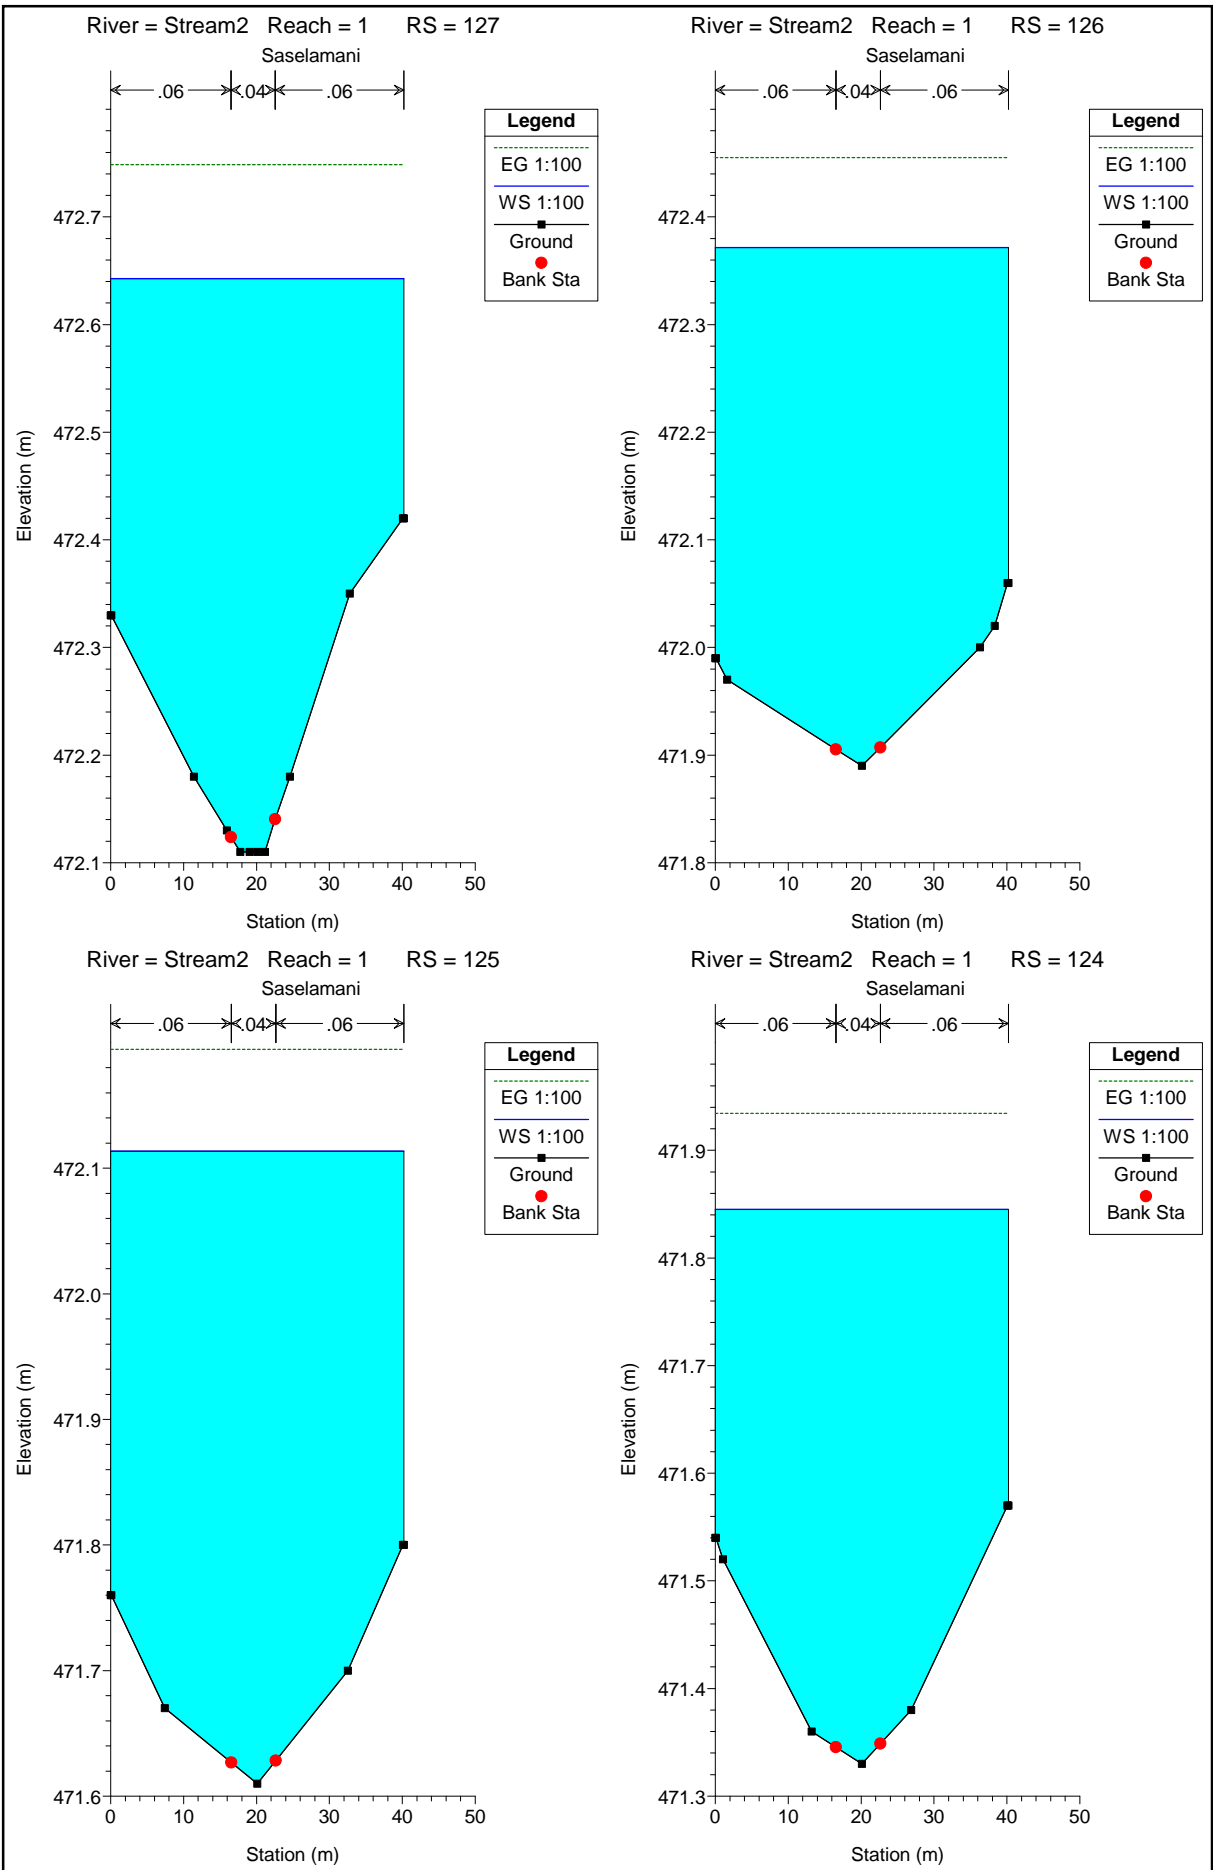 River = Stream2 Reach = 1 RS = 127
Saselamani
.06 .04 .06
Legend
EG 1:100
WS 1:100
Ground
Bank Sta
472.7
472.6
472.5
472.4
472.3
472.2
472.1
Elevation (m)
0 10 20 30 40 50
Station (m)
River = Stream2 Reach = 1 RS = 126
Saselamani
.06 .04 .06
Legend
EG 1:100
WS 1:100
Ground
Bank Sta
472.4
472.3
472.2
472.1
472.0
471.9
471.8
Elevation (m)
0 10 20 30 40 50
Station (m)
River = Stream2 Reach = 1 RS = 125
Saselamani
.06 .04 .06
Legend
EG 1:100
WS 1:100
Ground
Bank Sta
472.1
472.0
471.9
471.8
471.7
471.6
Elevation (m)
0 10 20 30 40 50
Station (m)
River = Stream2 Reach = 1 RS = 124
Saselamani
.06 .04 .06
Legend
EG 1:100
WS 1:100
Ground
Bank Sta
471.9
471.8
471.7
471.6
471.5
471.4
471.3
Elevation (m)
0 10 20 30 40 50
Station (m)